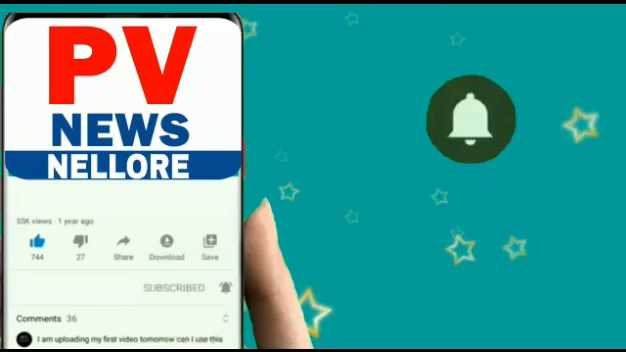 PV
NEWS
NELLORE
55K views · 1 year ago
744
27
Share
Download
Save
SUBSCRIBED
Comments 36
I am uploading my first video tomorrow can I use this